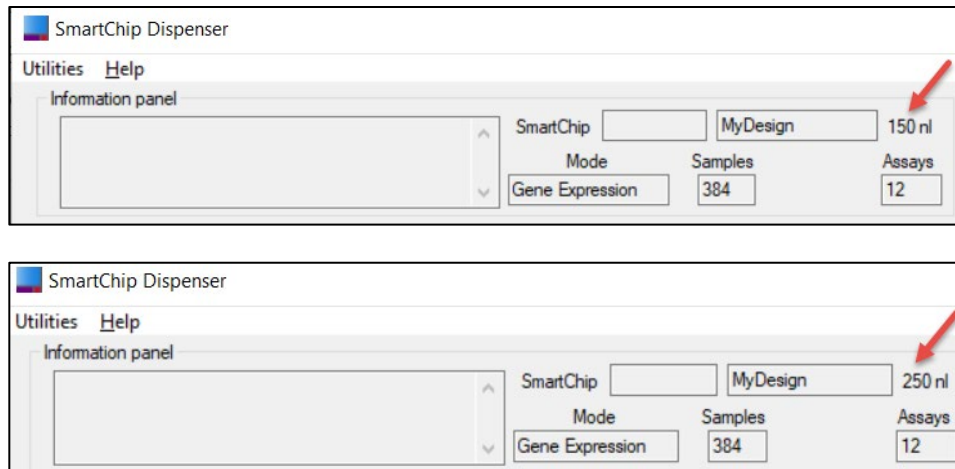 SmartChip Dispenser
Utilities Help
Information panel
SmartChip MyDesign 150 nl
Mode Samples Assays
Gene Expression 384 12
SmartChip Dispenser
Utilities Help
Information panel
SmartChip MyDesign 250 nl
Mode Samples Assays
Gene Expression 384 12